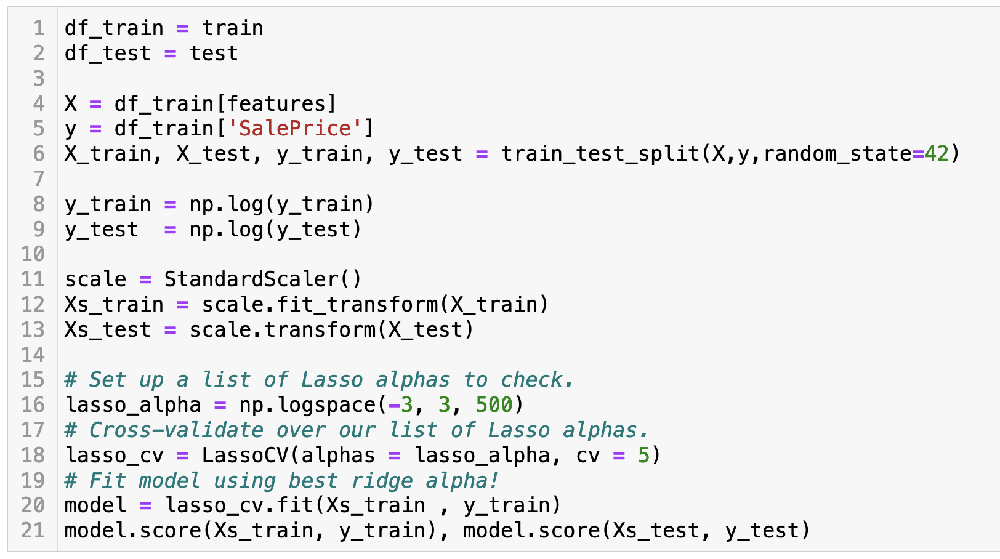 1 df_train = train
2 df_test = test
3
4 X = df_train[features]
5 y = df_train['SalePrice']
6 X_train, X_test, y_train, y_test = train_test_split(X,y,random_state=42)
7
8 y_train = np.log(y_train)
9 y_test  = np.log(y_test)
10
11 scale = StandardScaler()
12 Xs_train = scale.fit_transform(X_train)
13 Xs_test = scale.transform(X_test)
14
15 # Set up a list of Lasso alphas to check.
16 lasso_alpha = np.logspace(-3, 3, 500)
17 # Cross-validate over our list of Lasso alphas.
18 lasso_cv = LassoCV(alphas = lasso_alpha, cv = 5)
19 # Fit model using best ridge alpha!
20 model = lasso_cv.fit(Xs_train , y_train)
21 model.score(Xs_train, y_train), model.score(Xs_test, y_test)